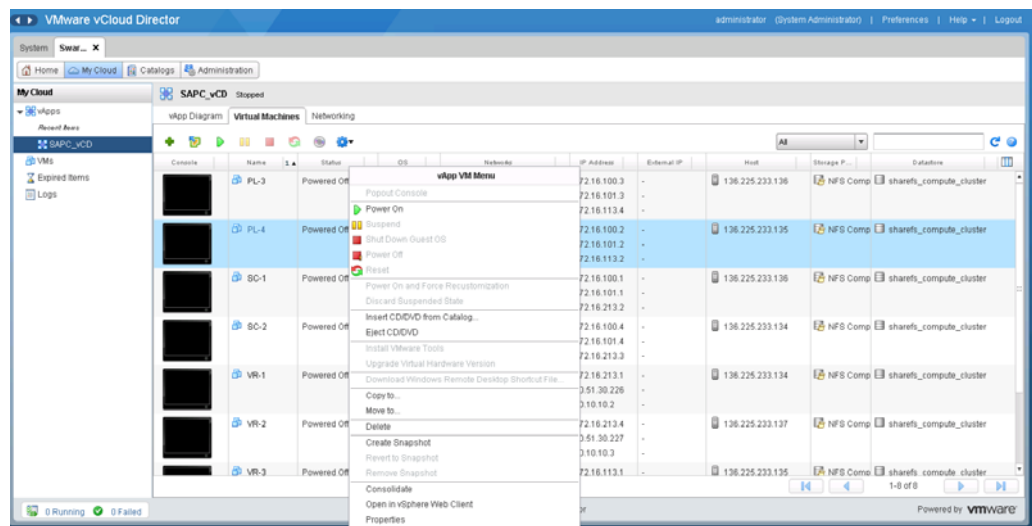 VMware vCloud Director
administrator (System Administrator) | Preferences | Help | Logout
System Swar... X
Home My Cloud Catalogs Administration
My Cloud
SAPC_vCD Stopped
vApps
vApp Diagram Virtual Machines Networking
Recent Items
SAPC_vCD
All
VMs
Console Name 1 Status OS Networks IP Address External IP Host Storage P... Datastore
Expired Items
Logs
PL-3 Powered Off 72.16.100.3 - 136.225.233.136 NFS Comp sharefs_compute_cluster
72.16.101.3 -
72.16.113.4 -
PL-4 Powered Off 72.16.100.2 - 136.225.233.135 NFS Comp sharefs_compute_cluster
72.16.101.2 -
72.16.113.2 -
SC-1 Powered Off 72.16.100.1 - 136.225.233.136 NFS Comp sharefs_compute_cluster
72.16.101.1 -
72.16.213.2 -
SC-2 Powered Off 72.16.100.4 - 136.225.233.134 NFS Comp sharefs_compute_cluster
72.16.101.4 -
72.16.213.3 -
VR-1 Powered Off 72.16.213.1 - 136.225.233.134 NFS Comp sharefs_compute_cluster
0.51.30.226 -
0.10.10.2 -
VR-2 Powered Off 72.16.213.4 - 136.225.233.137 NFS Comp sharefs_compute_cluster
0.51.30.227 -
0.10.10.3 -
VR-3 Powered Off 72.16.113.1 - 136.225.233.135 NFS Comp sharefs_compute_cluster
vApp VM Menu
Popout Console
Power On
Suspend
Shut Down Guest OS
Power Off
Reset
Power On and Force Recustomization
Discard Suspended State
Insert CD/DVD from Catalog...
Eject CD/DVD
Install VMware Tools
Upgrade Virtual Hardware Version
Download Windows Remote Desktop Shortcut File...
Copy to...
Move to...
Delete
Create Snapshot
Revert to Snapshot
Remove Snapshot
Consolidate
Open in vSphere Web Client
Properties
1-8 of 8
0 Running 0 Failed
Powered by vmware